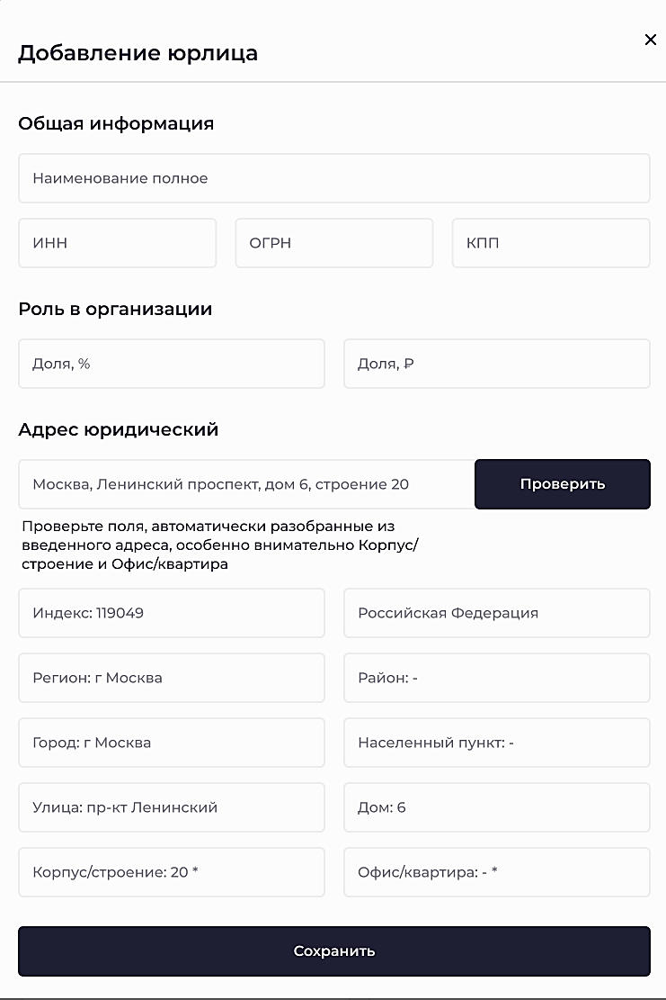 Добавление юрлица
Общая информация
Наименование полное
ИНН
ОГРН
КПП
Роль в организации
Доля, %
Доля, ₽
Адрес юридический
Москва, Ленинский проспект, дом 6, строение 20
Проверить
Проверьте поля, автоматически разобранные из
введенного адреса, особенно внимательно Корпус/
строение и Офис/квартира
Индекс: 119049
Российская Федерация
Регион: г Москва
Район: -
Город: г Москва
Населенный пункт: -
Улица: пр-кт Ленинский
Дом: 6
Корпус/строение: 20 *
Офис/квартира: - *
Сохранить